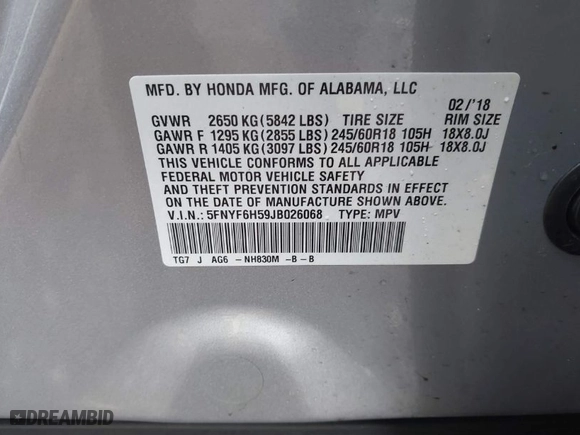 MFD. BY HONDA MFG. OF ALABAMA, LLC
02/'18
GVWR 2650 KG(5842 LBS) TIRE SIZE RIM SIZE
GAWR F 1295 KG(2855 LBS)245/60R18 105H 18X8.0J
GAWR R 1405 KG(3097 LBS)245/60R18 105H 18X8.0J
THIS VEHICLE CONFORMS TO ALL APPLICABLE
FEDERAL MOTOR VEHICLE SAFETY
AND THEFT PREVENTION STANDARDS IN EFFECT
ON THE DATE OF MANUFACTURE SHOWN ABOVE.
V.I.N.: 5FNYF6H59JB026068 TYPE: MPV
TG7 J AG6 -NH830M -B -B
DREAMBID